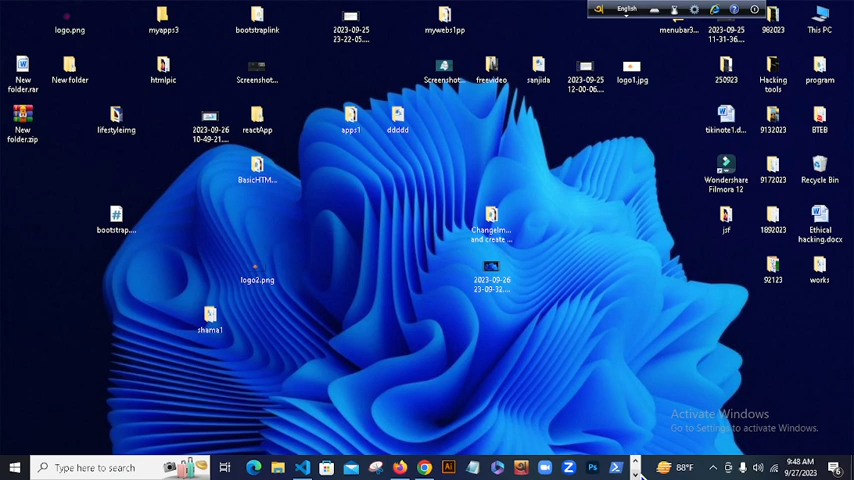 logo.png
myapps3
bootstraplink
2023-09-25
23-22-05....
mywebs1pp
English
menubar3...
2023-09-25
11-31-36....
982023
This PC
New
folder.rar
New folder
htmlpic
Screenshot...
Screenshot...
freevideo
sanjida
2023-09-25
12-00-06....
logo1.jpg
250923
Hacking
tools
program
New
folder.zip
lifestyleimg
2023-09-26
10-49-21....
reactApp
apps1
ddddd
tikinote1.d...
9132023
BTEB
BasicHTM...
Wondershare
Filmora 12
9172023
Recycle Bin
bootstrap....
ChangeIm...
and create ...
jsf
1892023
Ethical
hacking.docx
logo2.png
2023-09-26
23-09-32....
92123
works
shama1
Activate Windows
Go to Settings to activate Windows.
Type here to search
Ai
Ps
88°F
9:48 AM
9/27/2023
6